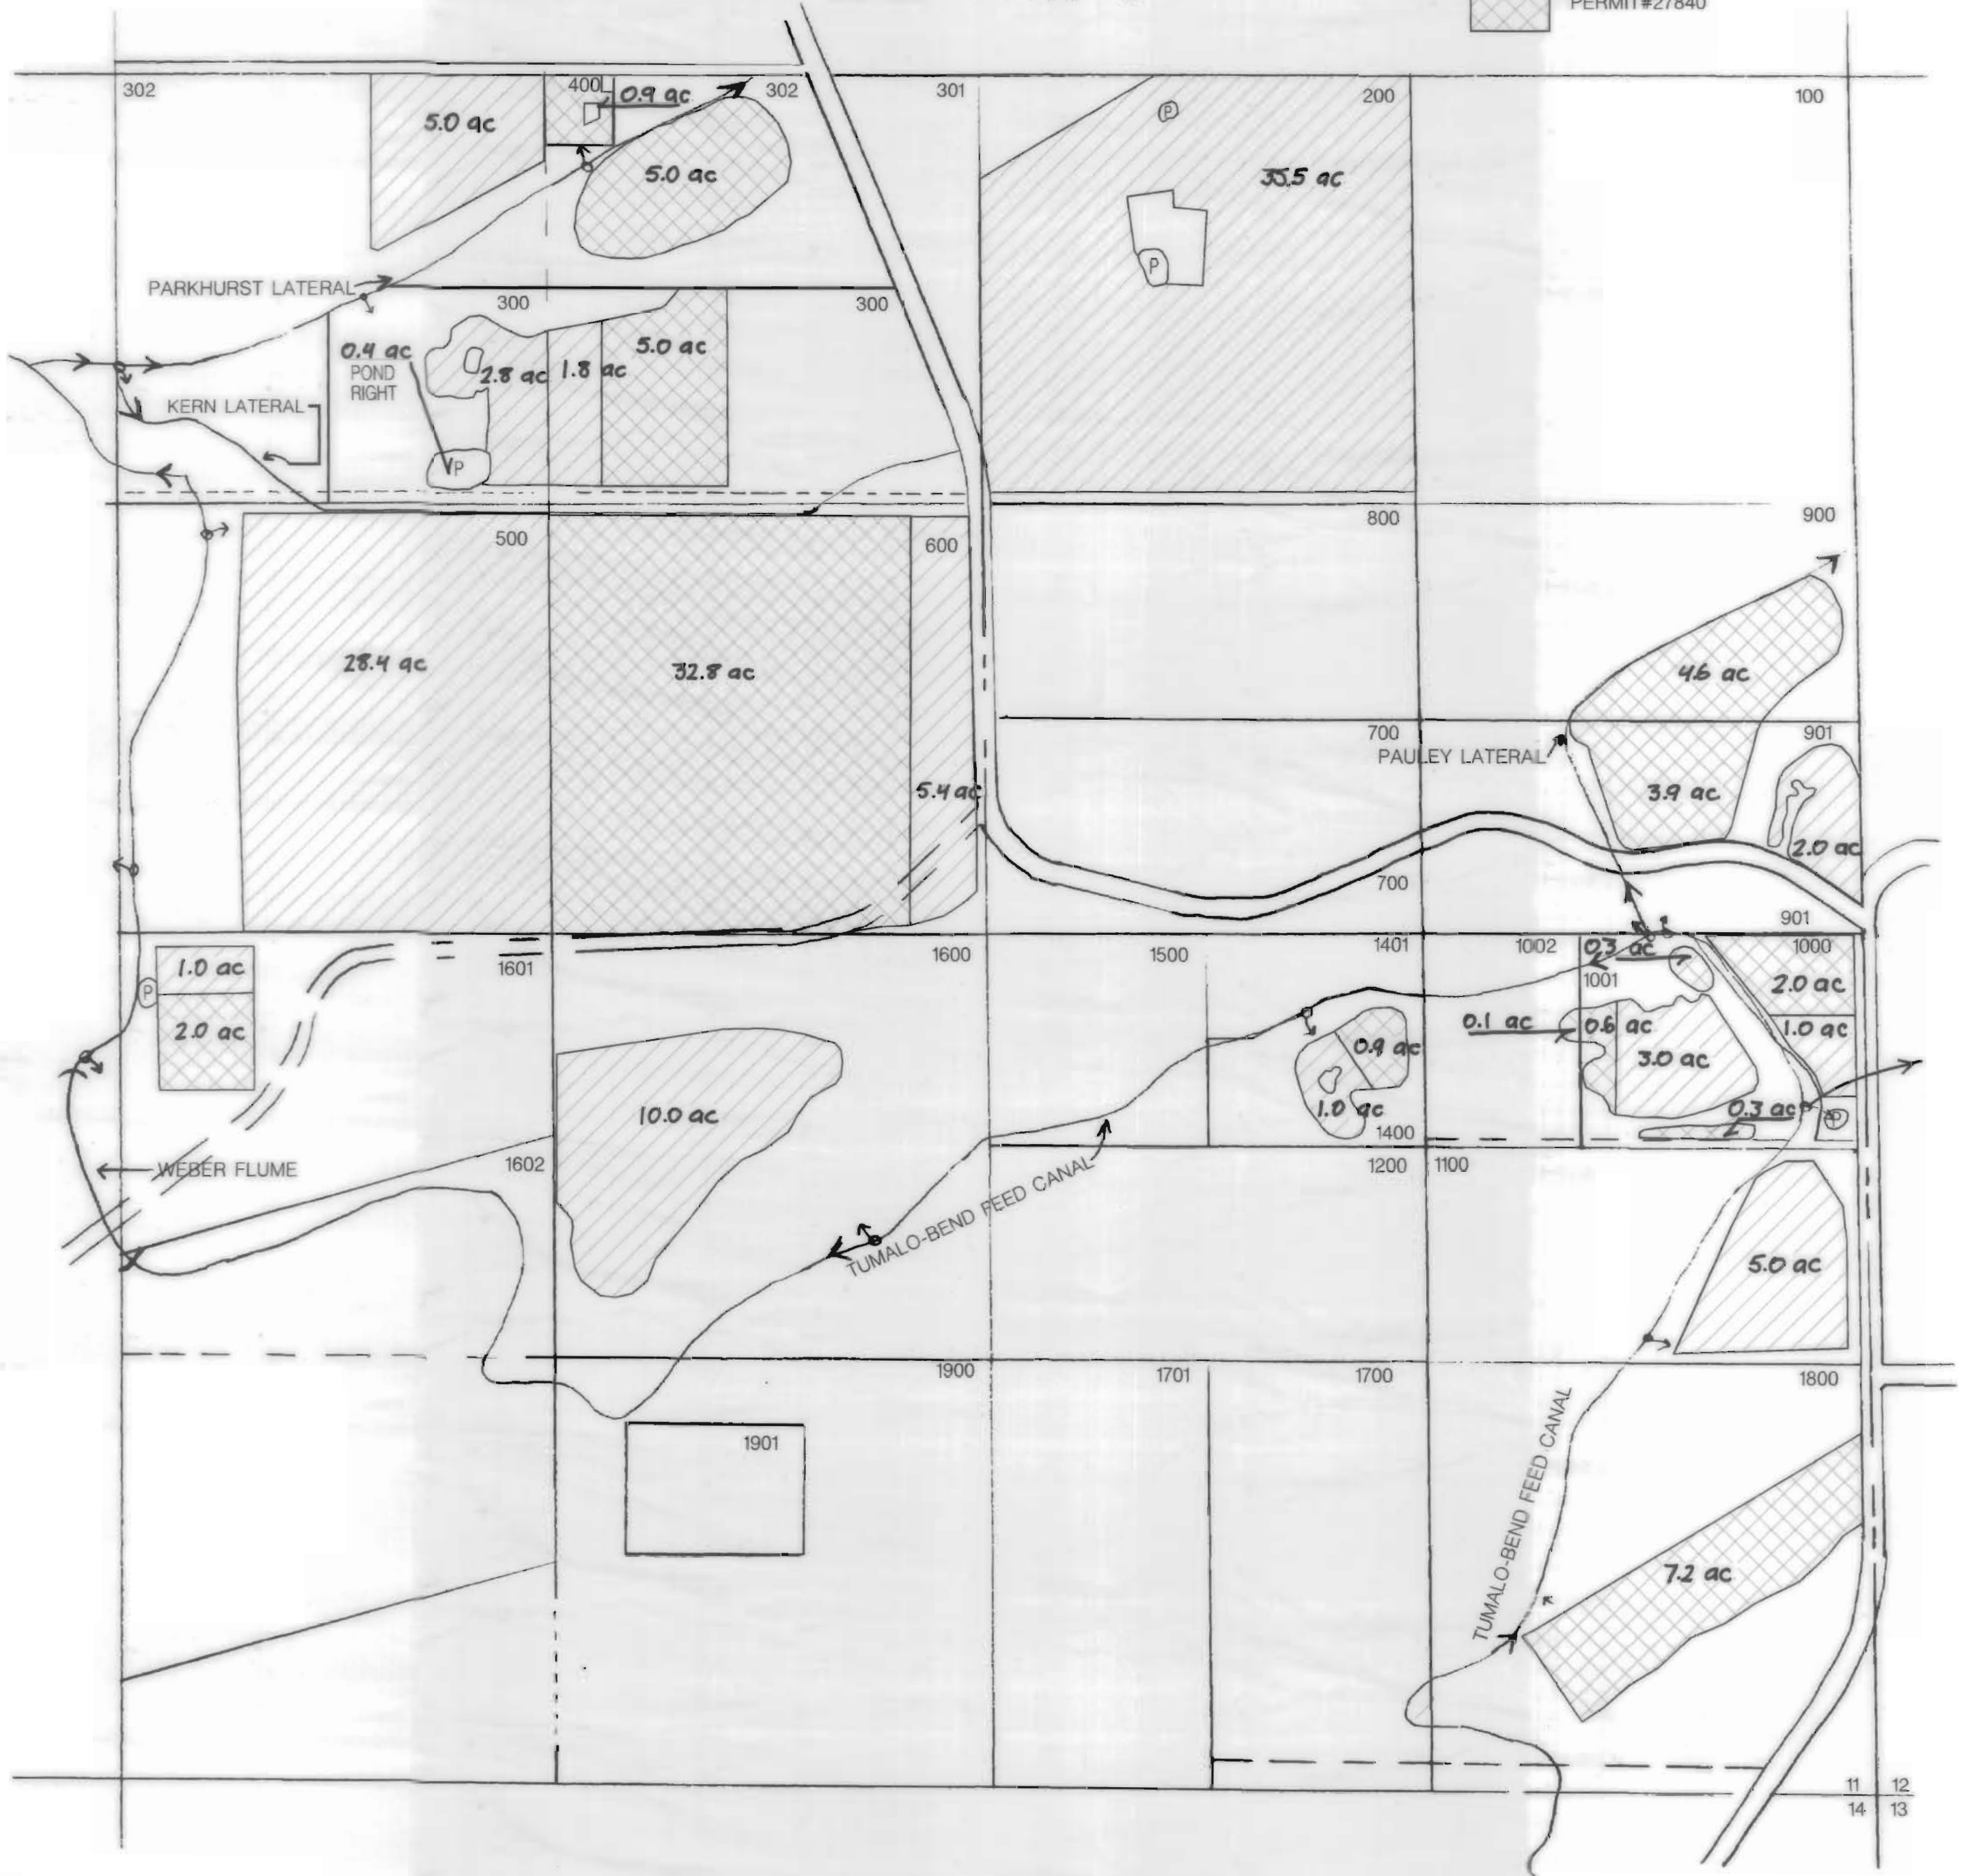 PERMIT#27840
302
400
0.9 ac
302
301
200
100
5.0 ac
5.0 ac
35.5 ac
P
P
PARKHURST LATERAL
300
300
0.4 ac
POND
RIGHT
2.8 ac
1.8 ac
5.0 ac
KERN LATERAL
P
500
600
800
900
28.4 ac
32.8 ac
4.6 ac
700
901
PAULEY LATERAL
5.4 ac
3.9 ac
2.0 ac
700
901
1601
1600
1500
1401
1002
0.3 ac
1000
1001
1.0 ac
P
2.0 ac
2.0 ac
0.1 ac
0.6 ac
1.0 ac
0.9 ac
3.0 ac
10.0 ac
1.0 ac
0.3 ac
P
1400
WEBER FLUME
1602
1200
1100
TUMALO-BEND FEED CANAL
5.0 ac
1900
1701
1700
1800
1901
TUMALO-BEND FEED CANAL
7.2 ac
11
12
14
13